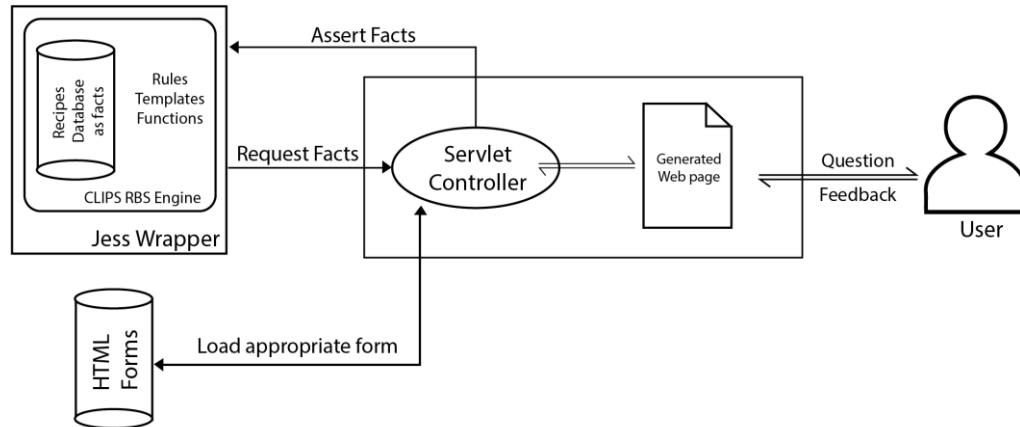 Assert Facts
Recipes
Database
as facts
Rules
Templates
Functions
CLIPS RBS Engine
Jess Wrapper
Request Facts
Servlet
Controller
Generated
Web page
Question
Feedback
User
HTML
Forms
Load appropriate form